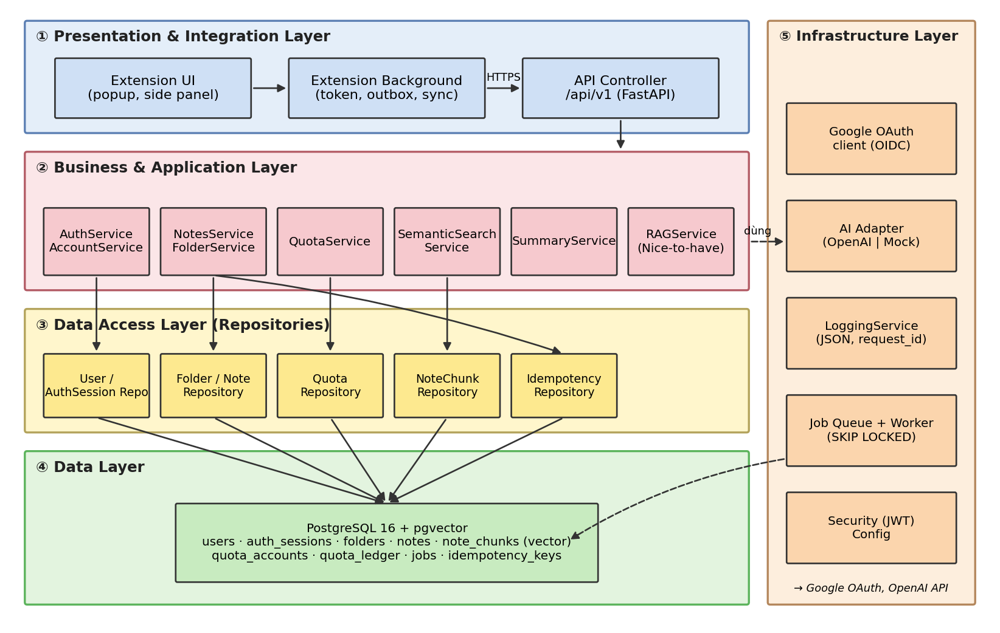 ① Presentation & Integration Layer
Extension UI
(popup, side panel)
Extension Background
(token, outbox, sync)
HTTPS
API Controller
/api/v1 (FastAPI)
② Business & Application Layer
AuthService
AccountService
NotesService
FolderService
QuotaService
SemanticSearch
Service
SummaryService
RAGService
(Nice-to-have)
dùng
③ Data Access Layer (Repositories)
User /
AuthSession Repo
Folder / Note
Repository
Quota
Repository
NoteChunk
Repository
Idempotency
Repository
④ Data Layer
PostgreSQL 16 + pgvector
users · auth_sessions · folders · notes · note_chunks (vector)
quota_accounts · quota_ledger · jobs · idempotency_keys
⑤ Infrastructure Layer
Google OAuth
client (OIDC)
AI Adapter
(OpenAI | Mock)
LoggingService
(JSON, request_id)
Job Queue + Worker
(SKIP LOCKED)
Security (JWT)
Config
→ Google OAuth, OpenAI API